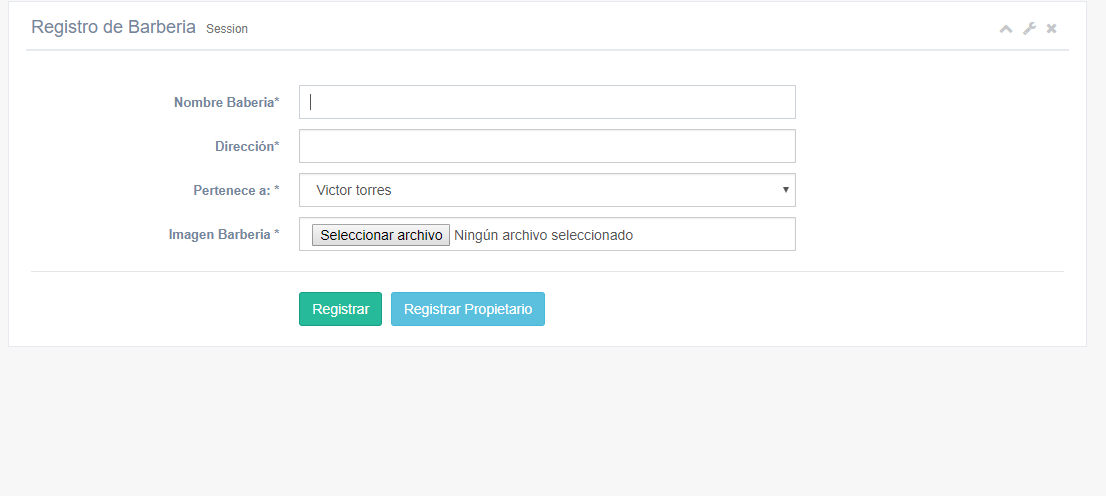 Registro de Barberia Session
Nombre Baberia*
Dirección*
Pertenece a: * Victor torres
Imagen Barberia * Seleccionar archivo Ningún archivo seleccionado
Registrar Registrar Propietario